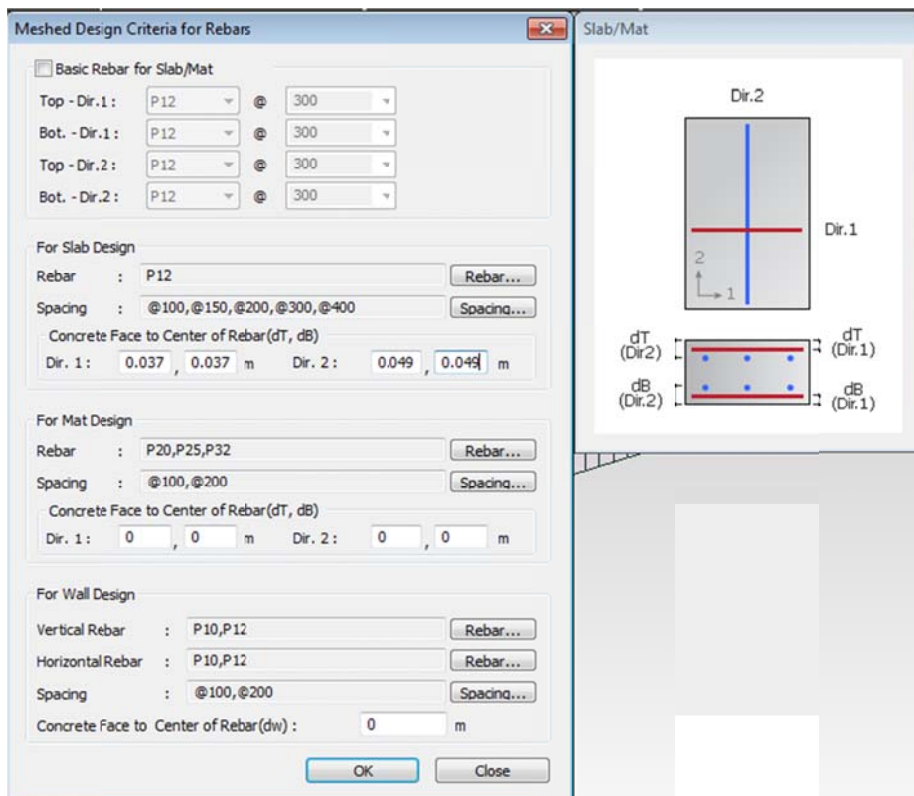 Meshed Design Criteria for Rebars
Basic Rebar for Slab/Mat
Top - Dir.1 : P12 @ 300
Bot. - Dir.1 : P12 @ 300
Top - Dir.2 : P12 @ 300
Bot. - Dir.2 : P12 @ 300
For Slab Design
Rebar : P12 Rebar...
Spacing : @100,@150,@200,@300,@400 Spacing...
Concrete Face to Center of Rebar(dT, dB)
Dir. 1 : 0.037 , 0.037 m Dir. 2 : 0.049 , 0.049 m
For Mat Design
Rebar : P20,P25,P32 Rebar...
Spacing : @100,@200 Spacing...
Concrete Face to Center of Rebar(dT, dB)
Dir. 1 : 0 , 0 m Dir. 2 : 0 , 0 m
For Wall Design
Vertical Rebar : P10,P12 Rebar...
Horizontal Rebar : P10,P12 Rebar...
Spacing : @100,@200 Spacing...
Concrete Face to Center of Rebar(dw) : 0 m
OK Close
Slab/Mat
Dir.2
Dir.1
2
1
dT dT
(Dir2) (Dir.1)
dB dB
(Dir.2) (Dir.1)